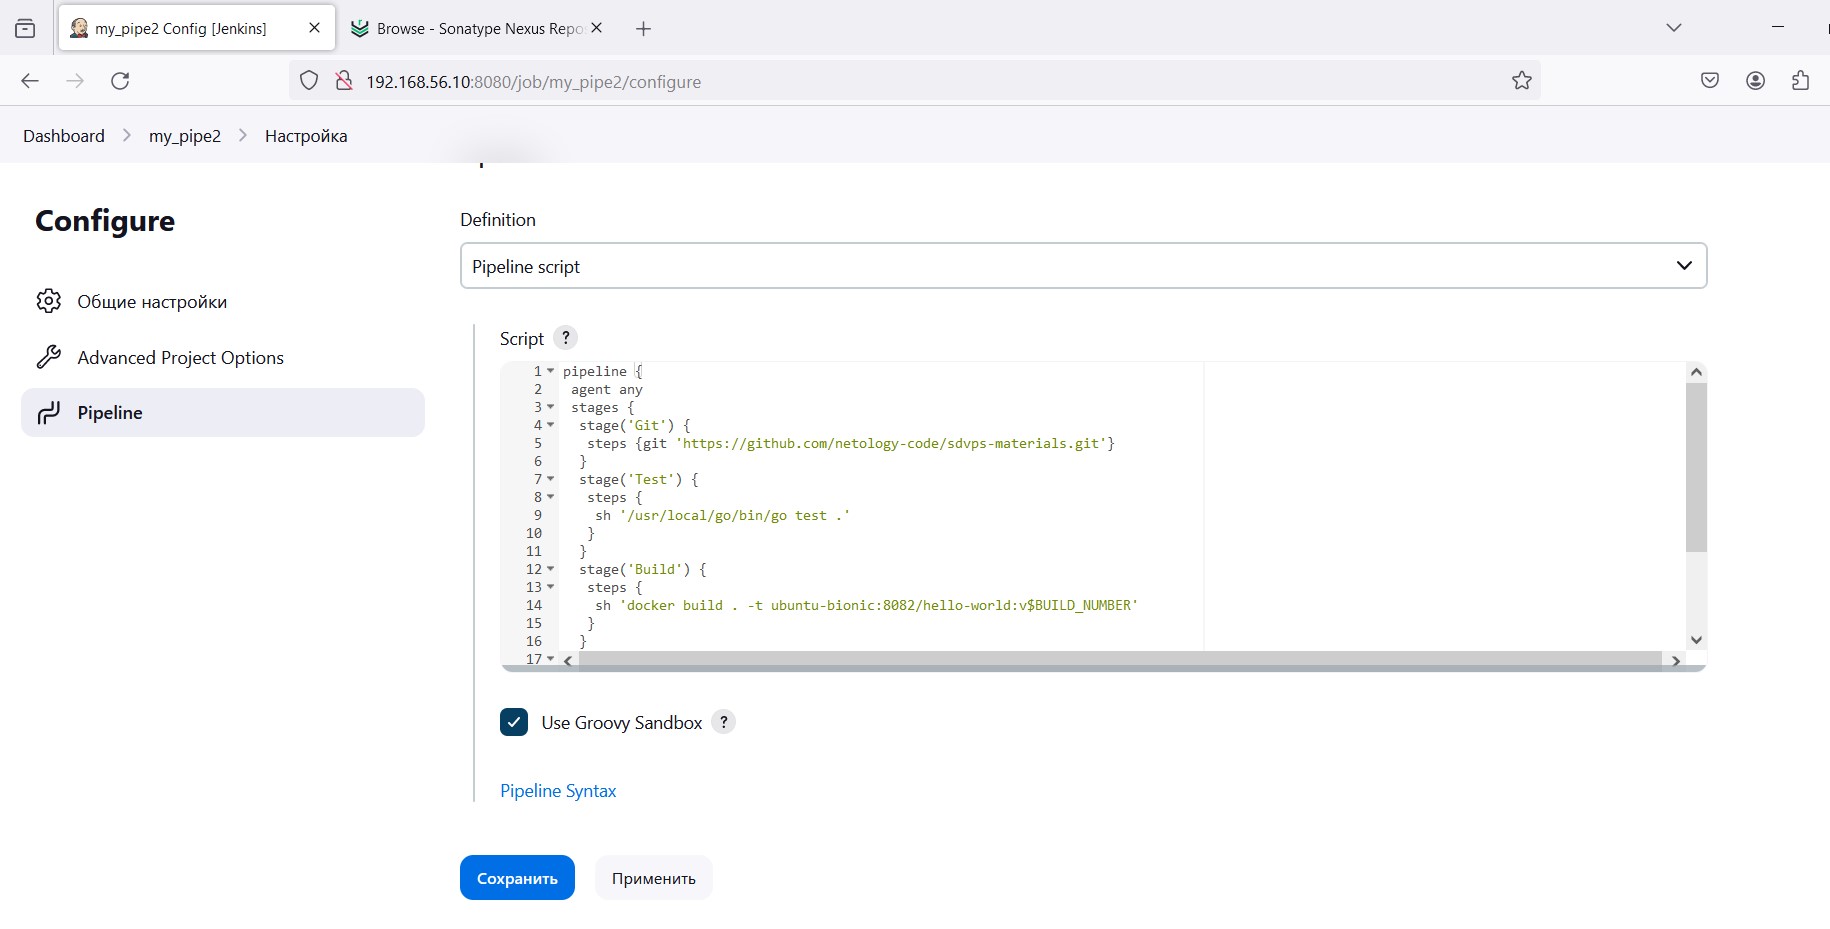 my_pipe2 Config [Jenkins]
Browse - Sonatype Nexus Repo
192.168.56.10:8080/job/my_pipe2/configure
Dashboard
my_pipe2
Настройка
Configure
Общие настройки
Advanced Project Options
Pipeline
Definition
Pipeline script
Script ?
1 pipeline {
2 agent any
3 stages {
4 stage('Git') {
5 steps {git 'https://github.com/netology-code/sdvps-materials.git'}
6 }
7 stage('Test') {
8 steps {
9 sh '/usr/local/go/bin/go test .'
10 }
11 }
12 stage('Build') {
13 steps {
14 sh 'docker build . -t ubuntu-bionic:8082/hello-world:v$BUILD_NUMBER'
15 }
16 }
17
Use Groovy Sandbox ?
Pipeline Syntax
Сохранить
Применить